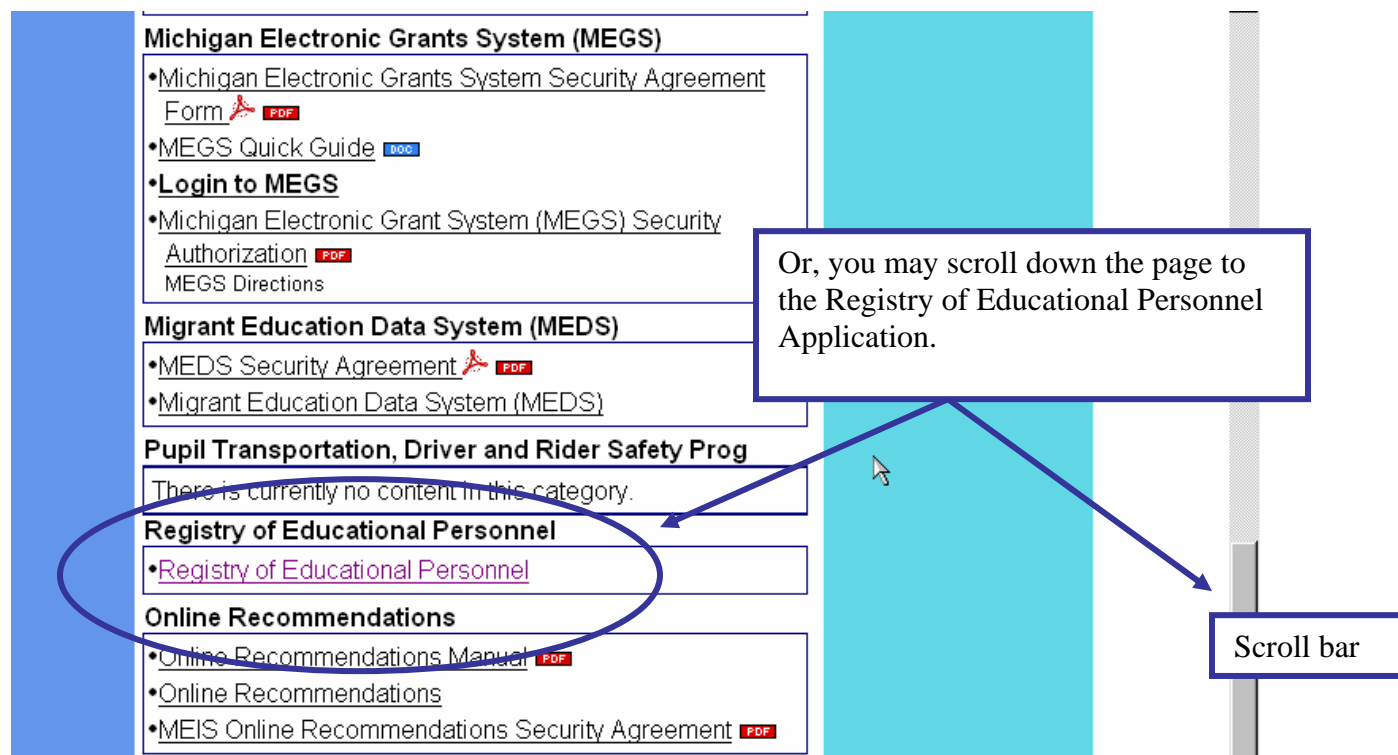 Michigan Electronic Grants System (MEGS)
•Michigan Electronic Grants System Security Agreement
Form PDF
•MEGS Quick Guide DOC
•Login to MEGS
•Michigan Electronic Grant System (MEGS) Security
Authorization PDF
MEGS Directions
Or, you may scroll down the page to
the Registry of Educational Personnel
Application.
Migrant Education Data System (MEDS)
•MEDS Security Agreement PDF
•Migrant Education Data System (MEDS)
Pupil Transportation, Driver and Rider Safety Prog
There is currently no content in this category.
Registry of Educational Personnel
•Registry of Educational Personnel
Online Recommendations
Scroll bar
•Online Recommendations Manual PDF
•Online Recommendations
•MEIS Online Recommendations Security Agreement PDF